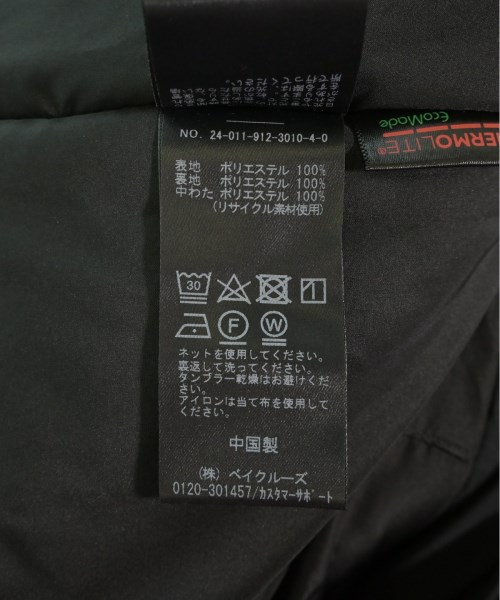 NO. 24-011-912-3010-4-0
表地 ポリエステル 100%
裏地 ポリエステル 100%
中わた ポリエステル 100%
(リサイクル素材使用)
30
F W
ネットを使用してください。
裏返して洗ってください。
タンブラー乾燥はお避けくだ
さい。
アイロンは当て布を使用して
ください。
中国製
(株) ベイクルーズ
0120-301457/カスタマーサポート
HERMOLITE®
EcoMade